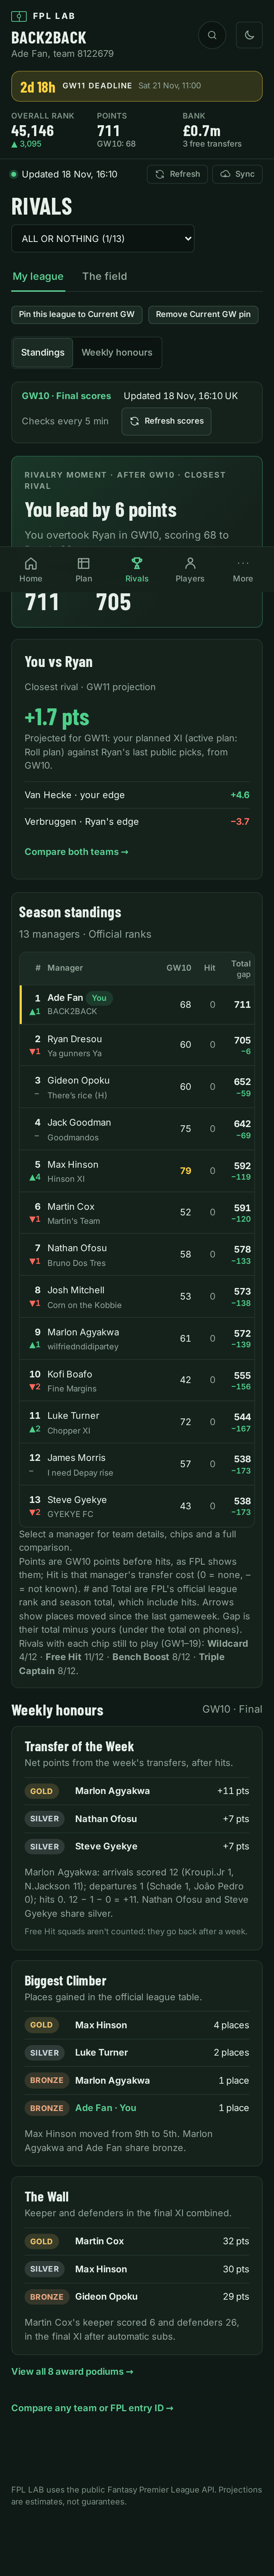 FPL LAB
BACK2BACK
Ade Fan, team 8122679
2d 18h GW11 DEADLINE Sat 21 Nov, 11:00
OVERALL RANK POINTS BANK
45,146 711 £0.7m
▲ 3,095 GW10: 68 3 free transfers
Updated 18 Nov, 16:10 Refresh Sync
RIVALS
ALL OR NOTHING (1/13)
My league The field
Pin this league to Current GW Remove Current GW pin
Standings Weekly honours
GW10 · Final scores Updated 18 Nov, 16:10 UK
Checks every 5 min Refresh scores
RIVALRY MOMENT · AFTER GW10 · CLOSEST
RIVAL
You lead by 6 points
You overtook Ryan in GW10, scoring 68 to
Home Plan Rivals Players More
711 705
You vs Ryan
Closest rival · GW11 projection
+1.7 pts
Projected for GW11: your planned XI (active plan:
Roll plan) against Ryan's last public picks, from
GW10.
Van Hecke · your edge +4.6
Verbruggen · Ryan's edge −3.7
Compare both teams →
Season standings
13 managers · Official ranks
# Manager GW10 Hit Total
gap
1 Ade Fan You 68 0 711
▲1 BACK2BACK
2 Ryan Dresou 60 0 705
▼1 Ya gunners Ya −6
3 Gideon Opoku 60 0 652
– There's rice (H) −59
4 Jack Goodman 75 0 642
– Goodmandos −69
5 Max Hinson 79 0 592
▲4 Hinson XI −119
6 Martin Cox 52 0 591
▼1 Martin's Team −120
7 Nathan Ofosu 58 0 578
▼1 Bruno Dos Tres −133
8 Josh Mitchell 53 0 573
▼1 Corn on the Kobbie −138
9 Marlon Agyakwa 61 0 572
▲1 wilfriedndidipartey −139
10 Kofi Boafo 42 0 555
▼2 Fine Margins −156
11 Luke Turner 72 0 544
▲2 Chopper XI −167
12 James Morris 57 0 538
– I need Depay rise −173
13 Steve Gyekye 43 0 538
▼2 GYEKYE FC −173
Select a manager for team details, chips and a full
comparison.
Points are GW10 points before hits, as FPL shows
them; Hit is that manager's transfer cost (0 = none, –
= not known). # and Total are FPL's official league
rank and season total, which include hits. Arrows
show places moved since the last gameweek. Gap is
their total minus yours (under the total on phones).
Rivals with each chip still to play (GW1–19): Wildcard
4/12 · Free Hit 11/12 · Bench Boost 8/12 · Triple
Captain 8/12.
Weekly honours GW10 · Final
Transfer of the Week
Net points from the week's transfers, after hits.
GOLD Marlon Agyakwa +11 pts
SILVER Nathan Ofosu +7 pts
SILVER Steve Gyekye +7 pts
Marlon Agyakwa: arrivals scored 12 (Kroupi.Jr 1,
N.Jackson 11); departures 1 (Schade 1, João Pedro
0); hits 0. 12 − 1 − 0 = +11. Nathan Ofosu and Steve
Gyekye share silver.
Free Hit squads aren't counted: they go back after a week.
Biggest Climber
Places gained in the official league table.
GOLD Max Hinson 4 places
SILVER Luke Turner 2 places
BRONZE Marlon Agyakwa 1 place
BRONZE Ade Fan · You 1 place
Max Hinson moved from 9th to 5th. Marlon
Agyakwa and Ade Fan share bronze.
The Wall
Keeper and defenders in the final XI combined.
GOLD Martin Cox 32 pts
SILVER Max Hinson 30 pts
BRONZE Gideon Opoku 29 pts
Martin Cox's keeper scored 6 and defenders 26,
in the final XI after automatic subs.
View all 8 award podiums →
Compare any team or FPL entry ID →
FPL LAB uses the public Fantasy Premier League API. Projections
are estimates, not guarantees.